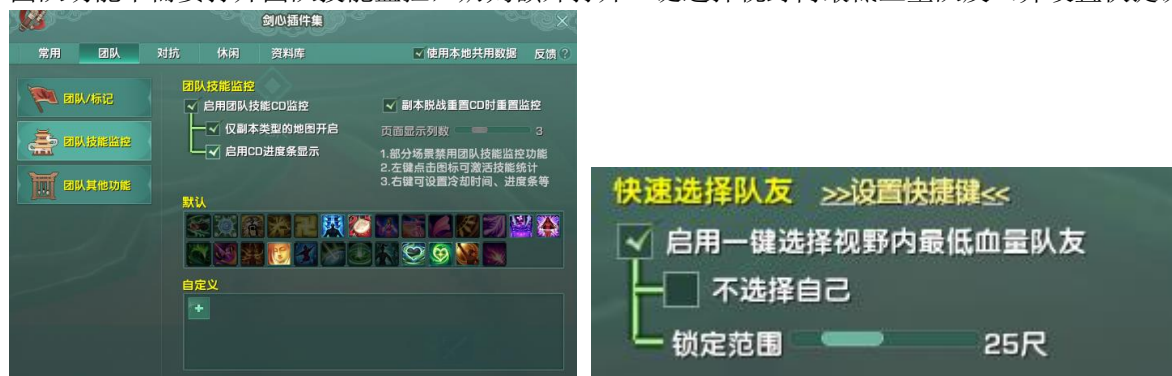 剑心插件集
常用 团队 对抗 休闲 资料库 使用本地共用数据 反馈
团队/标记
团队技能监控
团队其他功能
团队技能监控
启用团队技能CD监控 副本脱战重置CD时重置监控
仅副本类型的地图开启 页面显示列数 3
启用CD进度条显示
1.部分场景禁用团队技能监控功能
2.左键点击图标可激活技能统计
3.右键可设置冷却时间、进度条等
默认
自定义
快速选择队友 >>设置快捷键<<
启用一键选择视野内最低血量队友
不选择自己
锁定范围 25尺